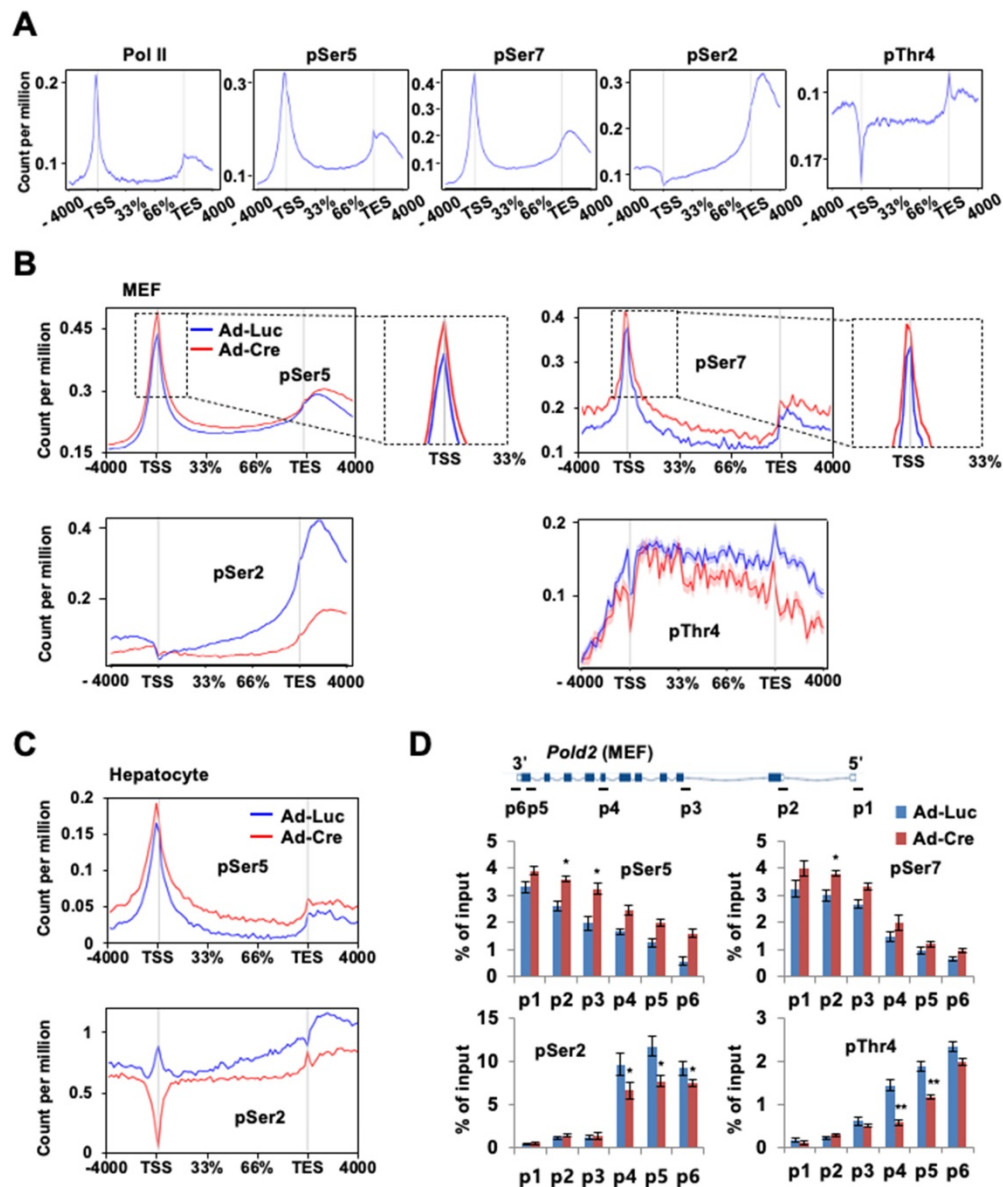 A
Pol II pSer5 pSer7 pSer2 pThr4
Count per million
0.2
0.1
0.3
0.1
0.4
0.3
0.2
0.1
0.3
0.2
0.1
0.1
0.17
- 4000 TSS 33% 66% TES 4000 - 4000 TSS 33% 66% TES 4000 - 4000 TSS 33% 66% TES 4000 - 4000 TSS 33% 66% TES 4000 - 4000 TSS 33% 66% TES 4000
B
MEF
Count per million
0.45
0.3
0.15
Ad-Luc
Ad-Cre
pSer5
-4000 TSS 33% 66% TES 4000
TSS 33%
0.4
0.3
0.2
0.1
pSer7
-4000 TSS 33% 66% TES 4000
TSS 33%
Count per million
0.4
0.2
pSer2
- 4000 TSS 33% 66% TES 4000
0.2
0.1
pThr4
- 4000 TSS 33% 66% TES 4000
C
Hepatocyte
Count per million
0.2
0.15
0.1
0.05
0
Ad-Luc
Ad-Cre
pSer5
-4000 TSS 33% 66% TES 4000
Count per million
1
0.5
0
pSer2
-4000 TSS 33% 66% TES 4000
D
Pold2 (MEF)
3' 5'
p6 p5 p4 p3 p2 p1
Ad-Luc
Ad-Cre
% of input
5
4
3
2
1
0
pSer5
* *
p1 p2 p3 p4 p5 p6
% of input
5
4
3
2
1
0
pSer7
*
p1 p2 p3 p4 p5 p6
% of input
15
10
5
0
pSer2
* * *
p1 p2 p3 p4 p5 p6
% of input
3
2
1
0
pThr4
** **
p1 p2 p3 p4 p5 p6